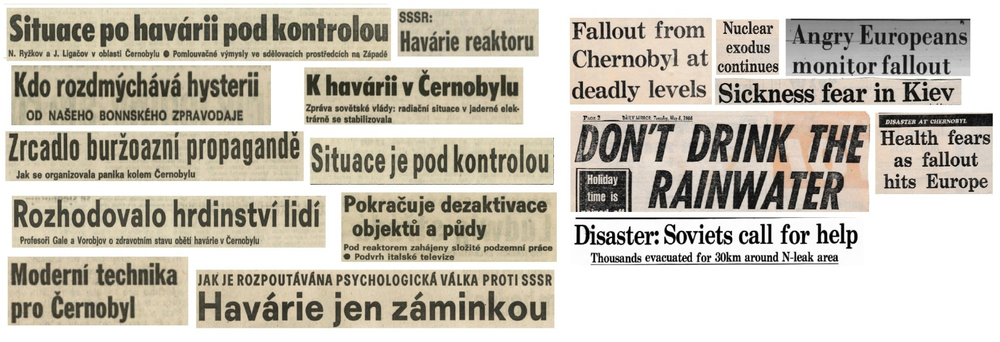 Situace po havárii pod kontrolou
N. Ryžkov a J. Ligačov v oblasti Černobylu ● Pomlouvačné výmysly ve sdělovacích prostředcích na Západě
SSSR:
Havárie reaktoru
Kdo rozdmýchává hysterii
OD NAŠEHO BONNSKÉHO ZPRAVODAJE
K havárii v Černobylu
Zpráva sovětské vlády: radiační situace v jaderné elek-
trárně se stabilizovala
Zrcadlo buržoazní propagandě
Jak se organizovala panika kolem Černobylu
Situace je pod kontrolou
Rozhodovalo hrdinství lidí
Profesoři Gale a Vorobjov o zdravotním stavu obětí havárie v Černobylu
Pokračuje dezaktivace
objektů a půdy
Pod reaktorem zahájeny složité podzemní práce
● Podvrh italské televize
Moderní technika
pro Černobyl
JAK JE ROZPOUTÁVÁNA PSYCHOLOGICKÁ VÁLKA PROTI SSSR
Havárie jen záminkou
Fallout from
Chernobyl at
deadly levels
Nuclear
exodus
continues
Angry Europeans
monitor fallout
Sickness fear in Kiev
PAGE 2 DAILY MIRROR, Tuesday, May 6, 1986
DON'T DRINK THE
RAINWATER
Holiday
time is
DISASTER AT CHERNOBYL
Health fears
as fallout
hits Europe
Disaster: Soviets call for help
Thousands evacuated for 30km around N-leak area